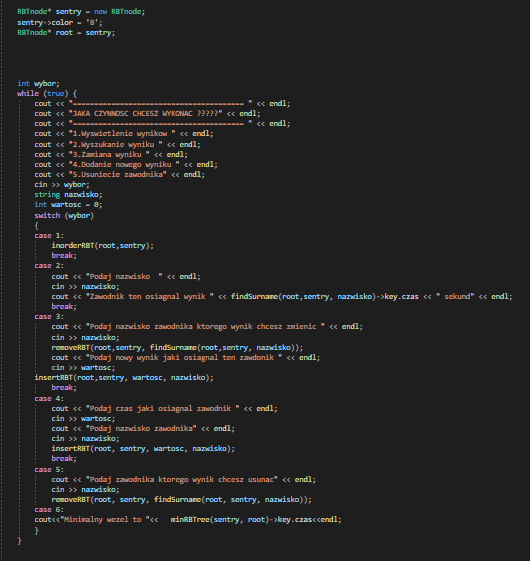 RBTnode* sentry = new RBTnode;
sentry->color = 'B';
RBTnode* root = sentry;
int wybor;
while (true) {
cout << "======================================== " << endl;
cout << "JAKA CZYNNOSC CHCESZ WYKONAC ?????" << endl;
cout << "======================================== " << endl;
cout << "1.Wyswietlenie wynikow " << endl;
cout << "2.Wyszukanie wyniku " << endl;
cout << "3.Zamiana wyniku " << endl;
cout << "4.Dodanie nowego wyniku " << endl;
cout << "5.Usuniecie zawodnika" << endl;
cin >> wybor;
string nazwisko;
int wartosc = 0;
switch (wybor)
{
case 1:
inorderRBT(root,sentry);
break;
case 2:
cout << "Podaj nazwisko  " << endl;
cin >> nazwisko;
cout << "Zawodnik ten osiagnal wynik " << findSurname(root,sentry, nazwisko)->key.czas << " sekund" << endl;
break;
case 3:
cout << "Podaj nazwisko zawodnika ktorego wynik chcesz zmienic " << endl;
cin >> nazwisko;
removeRBT(root,sentry, findSurname(root,sentry, nazwisko));
cout << "Podaj nowy wynik jaki osiagnal ten zawdonik " << endl;
cin >> wartosc;
insertRBT(root,sentry, wartosc, nazwisko);
break;
case 4:
cout << "Podaj czas jaki osiagnal zawodnik " << endl;
cin >> wartosc;
cout << "Podaj nazwisko zawodnika" << endl;
cin >> nazwisko;
insertRBT(root, sentry, wartosc, nazwisko);
break;
case 5:
cout << "Podaj zawodnika ktorego wynik chcesz usunac" << endl;
cin >> nazwisko;
removeRBT(root, sentry, findSurname(root, sentry, nazwisko));
case 6:
cout<<"Minimalny wezel to "<<   minRBTree(sentry, root)->key.czas<<endl;
}
}